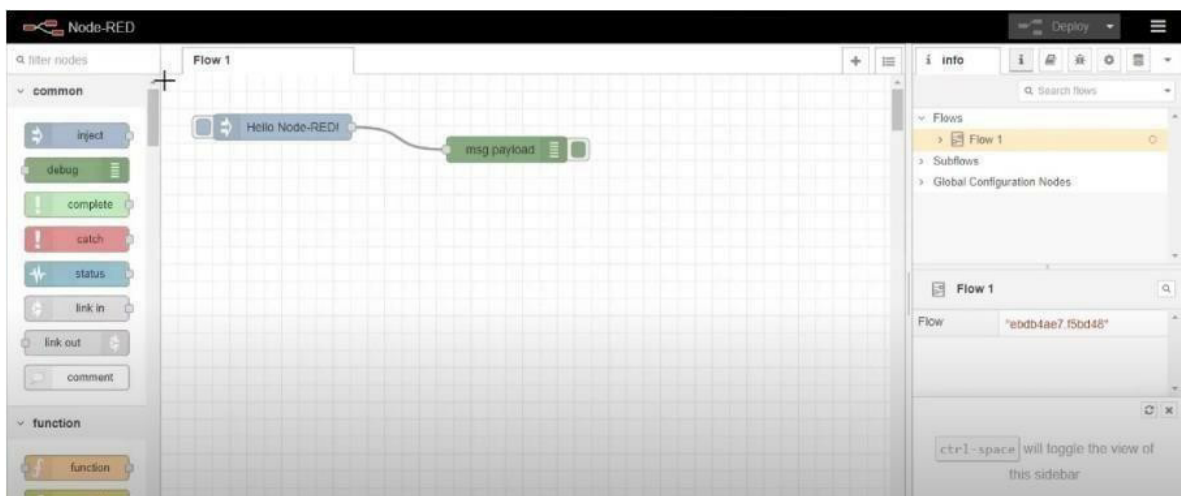 Node-RED
Deploy
filter nodes
Flow 1
i info
Search flows
common
inject
debug
complete
catch
status
link in
link out
comment
function
function
Hello Node-RED!
msg.payload
Flows
Flow 1
Subflows
Global Configuration Nodes
Flow 1
Flow
"ebdb4ae7.f5bd48"
ctrl-space will toggle the view of
this sidebar